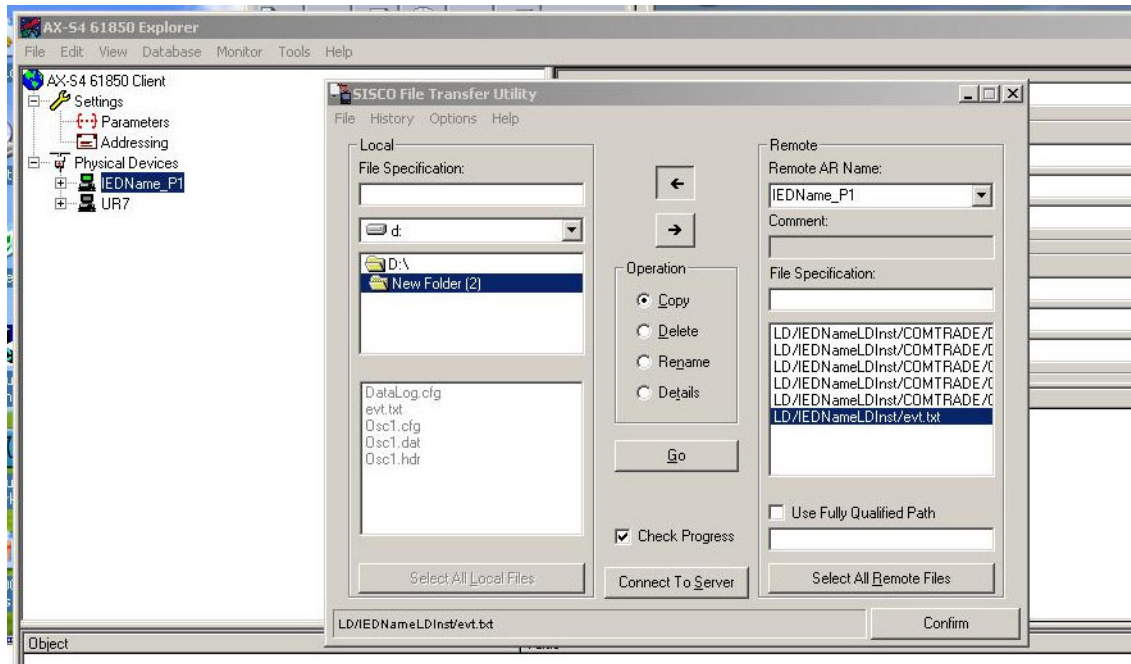 AX-S4 61850 Explorer
File Edit View Database Monitor Tools Help
AX-S4 61850 Client
Settings
Parameters
Addressing
Physical Devices
IEDName_P1
UR7
SISCO File Transfer Utility
File History Options Help
Local
File Specification:
d:
D:\
New Folder (2)
DataLog.cfg
evt.txt
Osc1.cfg
Osc1.dat
Osc1.hdr
Select All Local Files
Operation
Copy
Delete
Rename
Details
Go
Check Progress
Connect To Server
Remote
Remote AR Name:
IEDName_P1
Comment:
File Specification:
LD/IEDNameLDInst/COMTRADE/
LD/IEDNameLDInst/COMTRADE/
LD/IEDNameLDInst/COMTRADE/
LD/IEDNameLDInst/COMTRADE/
LD/IEDNameLDInst/COMTRADE/
LD/IEDNameLDInst/evt.txt
Use Fully Qualified Path
Select All Remote Files
LD/IEDNameLDInst/evt.txt
Confirm
Object